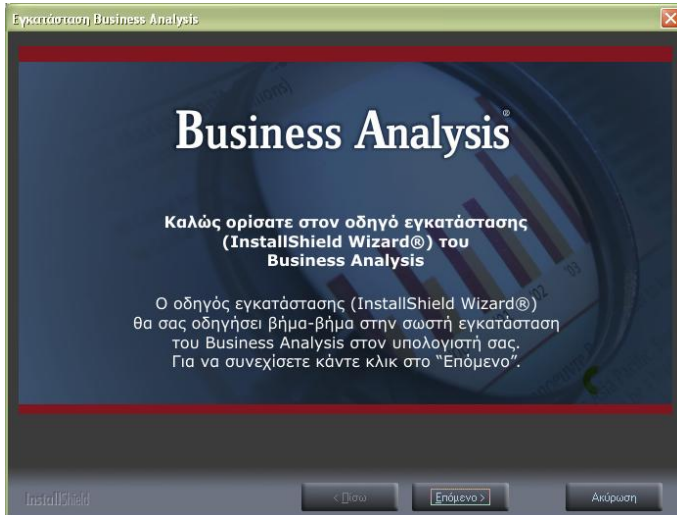 Εγκατάσταση Business Analysis
Business Analysis®
Καλώς ορίσατε στον οδηγό εγκατάστασης
(InstallShield Wizard®) του
Business Analysis
Ο οδηγός εγκατάστασης (InstallShield Wizard®)
θα σας οδηγήσει βήμα-βήμα στην σωστή εγκατάσταση
του Business Analysis στον υπολογιστή σας.
Για να συνεχίσετε κάντε κλικ στο “Επόμενο”.
'02 '03
InstallShield
< Πίσω
Επόμενο >
Ακύρωση